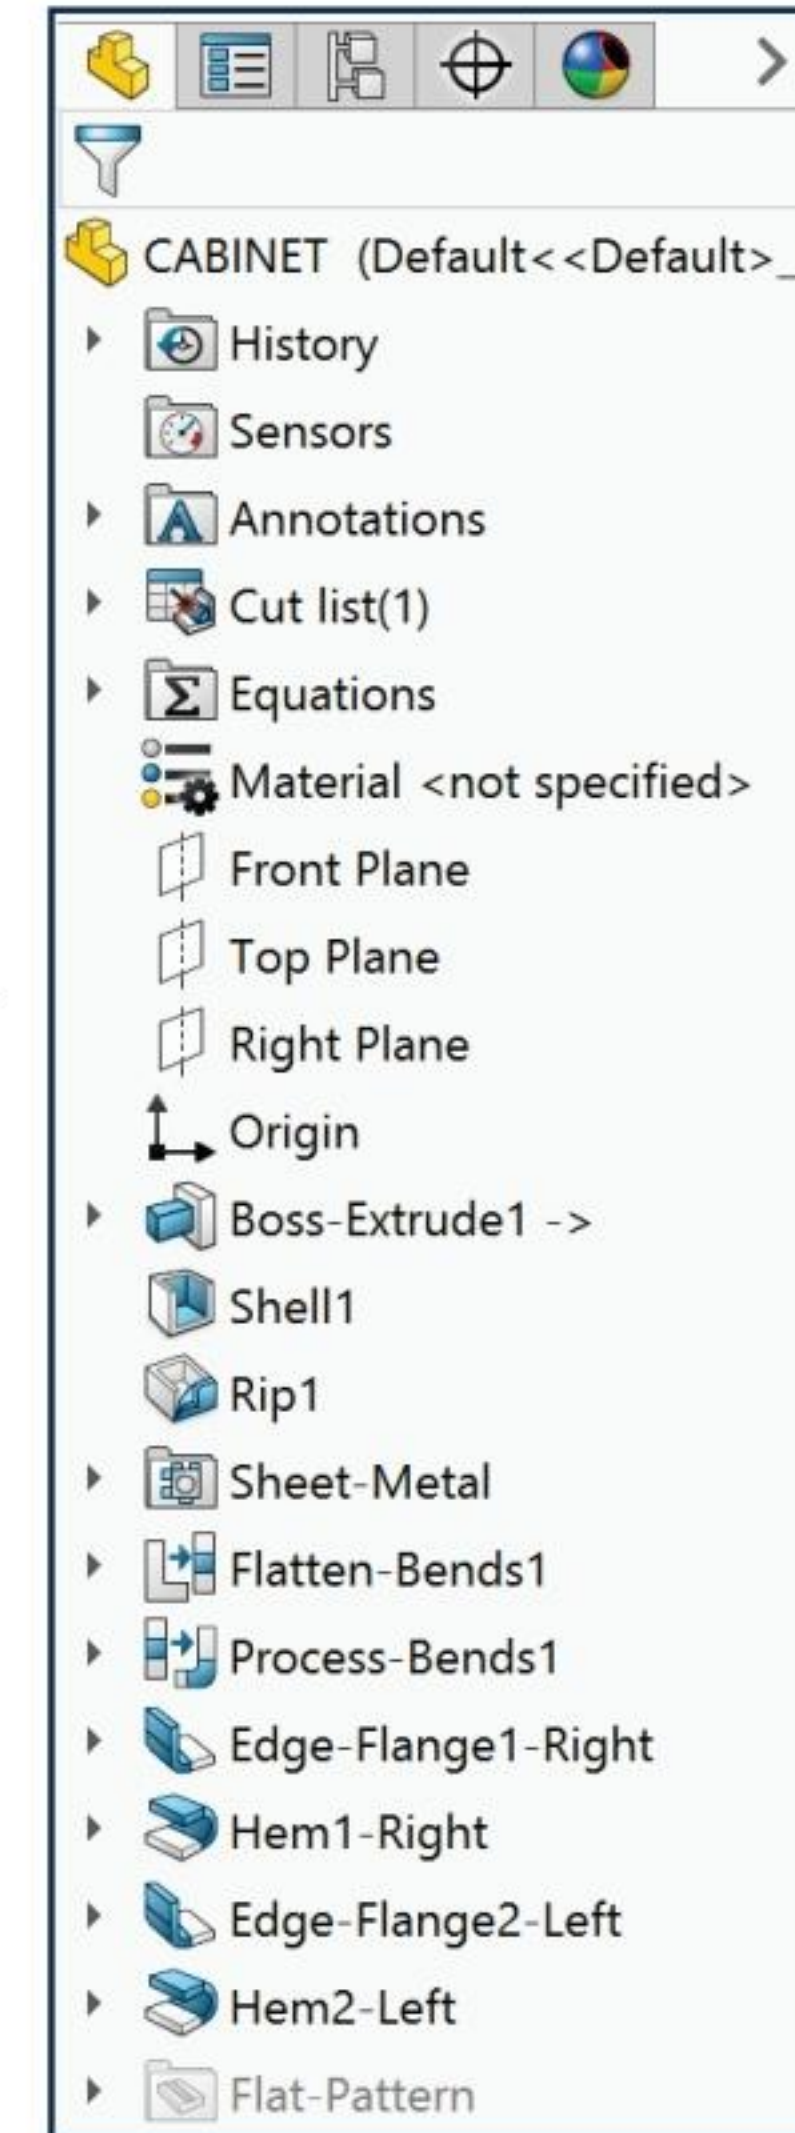 CABINET (Default<<Default>_
History
Sensors
Annotations
Cut list(1)
Equations
Material <not specified>
Front Plane
Top Plane
Right Plane
Origin
Boss-Extrude1 ->
Shell1
Rip1
Sheet-Metal
Flatten-Bends1
Process-Bends1
Edge-Flange1-Right
Hem1-Right
Edge-Flange2-Left
Hem2-Left
Flat-Pattern